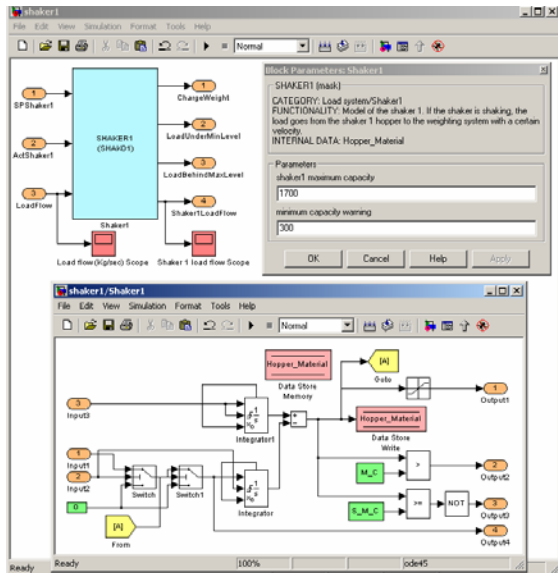 shaker1
File Edit View Simulation Format Tools Help
Normal
1
SPShaker1
2
ActShaker1
3
LoadFlow
SHAKER1
(SHAKD1)
Shaker1
1
ChargeWeight
2
LoadUnderMinLevel
3
LoadBehindMaxLevel
4
Shaker1LoadFlow
Load flow (Kg/sec) Scope
Shaker 1 load flow Scope
Block Parameters: Shaker1
SHAKER1 (mask)
CATEGORY: Load system/Shaker1
FUNCTIONALITY: Model of the shaker 1. If the shaker is shaking, the
load goes from the shaker 1 hopper to the weighting system with a certain
velocity.
INTERNAL DATA: Hopper_Material
Parameters
shaker1 maximum capacity
1700
minimum capacity warning
300
OK Cancel Help Apply
shaker1/Shaker1
File Edit View Simulation Format Tools Help
Normal
3
Input3
1
Input1
2
Input2
0
Switch
Switch1
[A]
From
1
s
x0
Integrator1
1
s
x0
Integrator
Hopper_Material
Data Store
Memory
+
-
[A]
Goto
Hopper_Material
Data Store
Write
M_C
>
S_M_C
>=
NOT
1
Output1
2
Output2
3
Output3
4
Output4
Ready 100% ode45
Ready